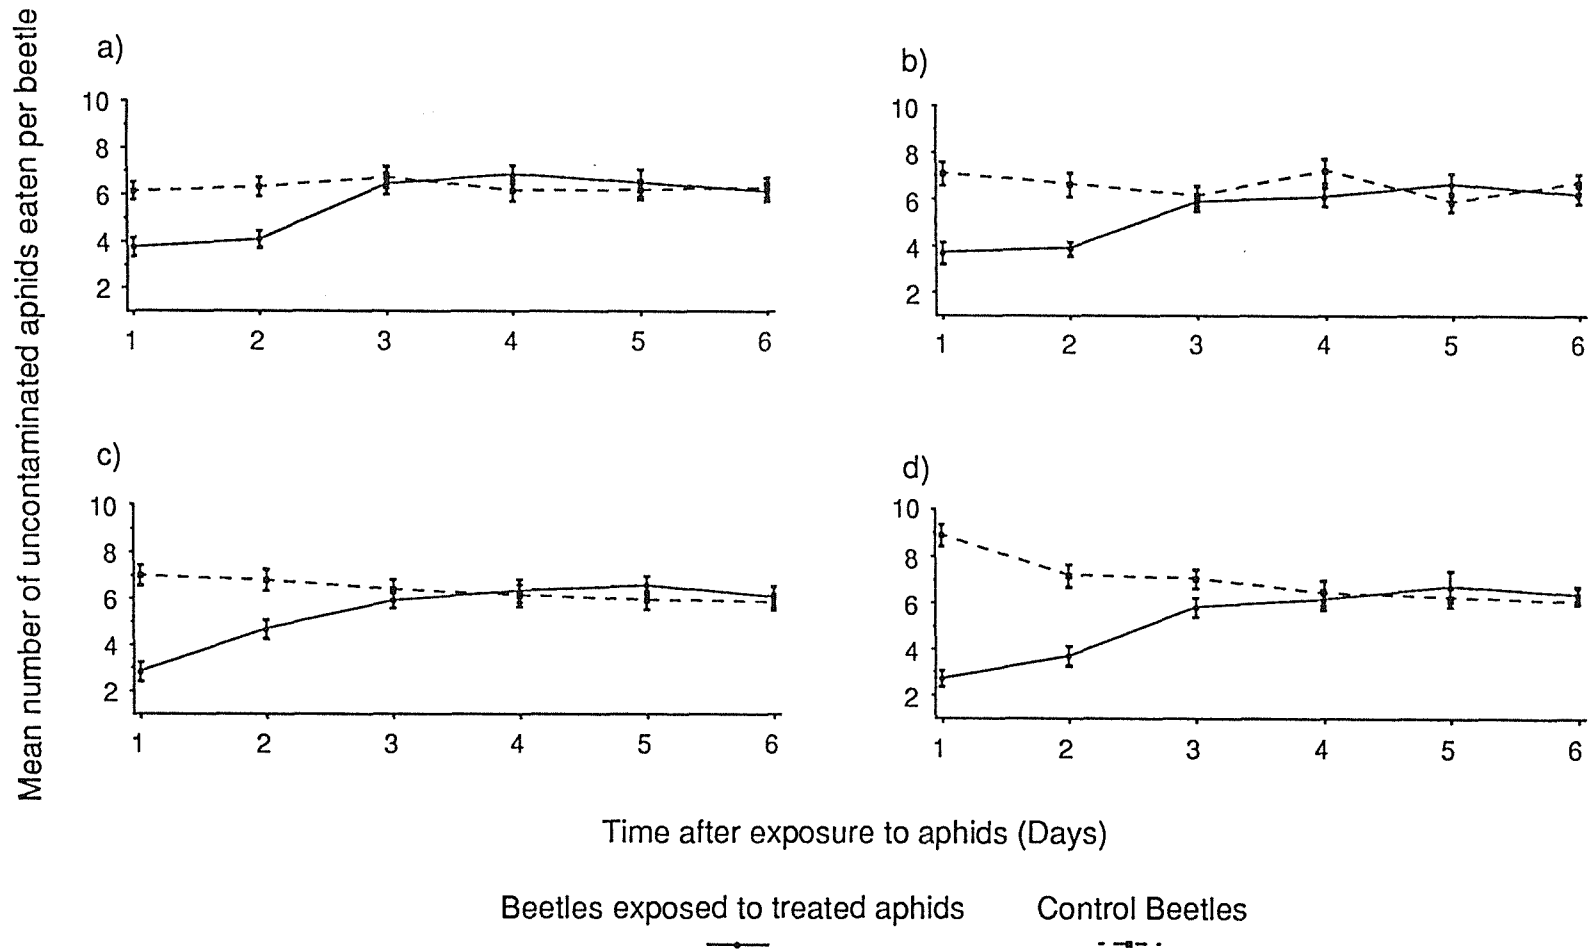 Mean number of uncontaminated aphids eaten per beetle
a)
10
8
6
4
2
1 2 3 4 5 6
b)
10
8
6
4
2
1 2 3 4 5 6
c)
10
8
6
4
2
1 2 3 4 5 6
d)
10
8
6
4
2
1 2 3 4 5 6
Time after exposure to aphids (Days)
Beetles exposed to treated aphids Control Beetles